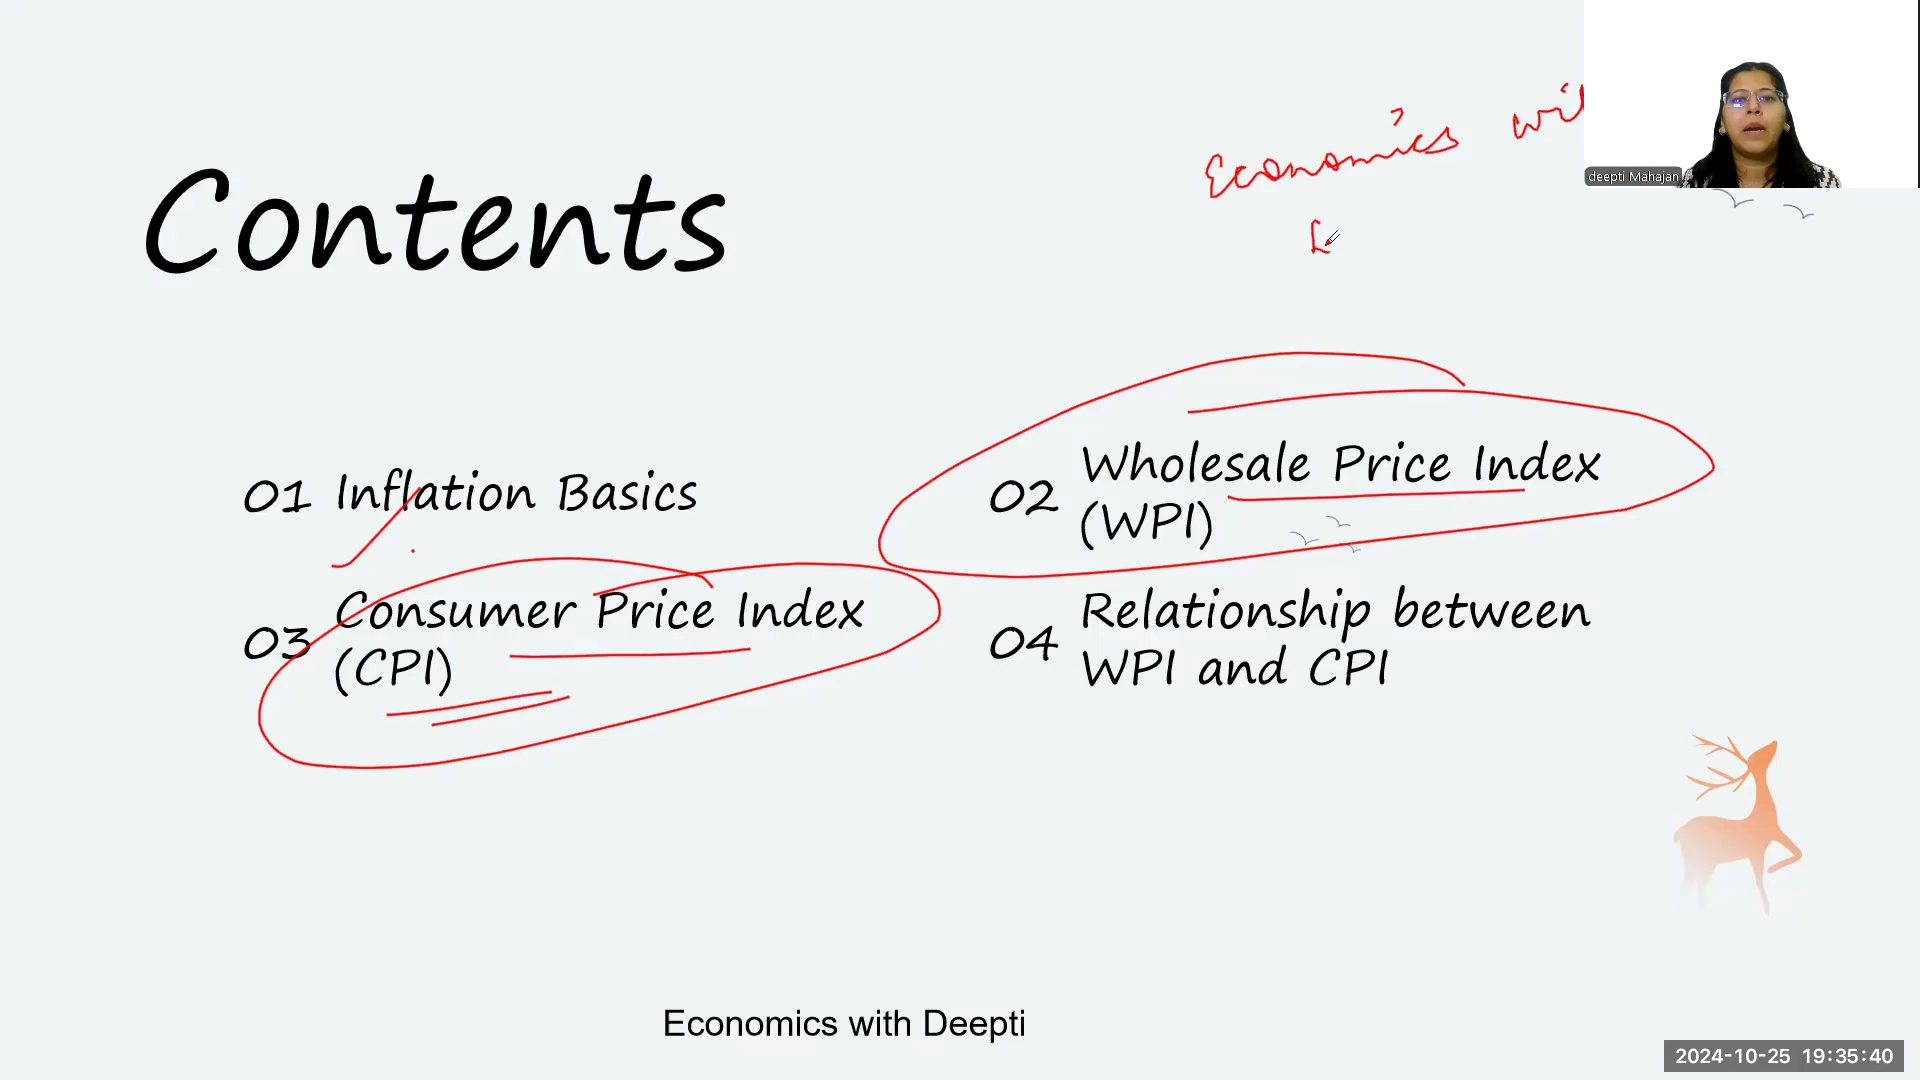 Economics
deepti Mahajan
Contents
01 Inflation Basics
02 Wholesale Price Index
(WPI)
03 Consumer Price Index
(CPI)
04 Relationship between
WPI and CPI
Economics with Deepti
2024-10-25 19:35:40